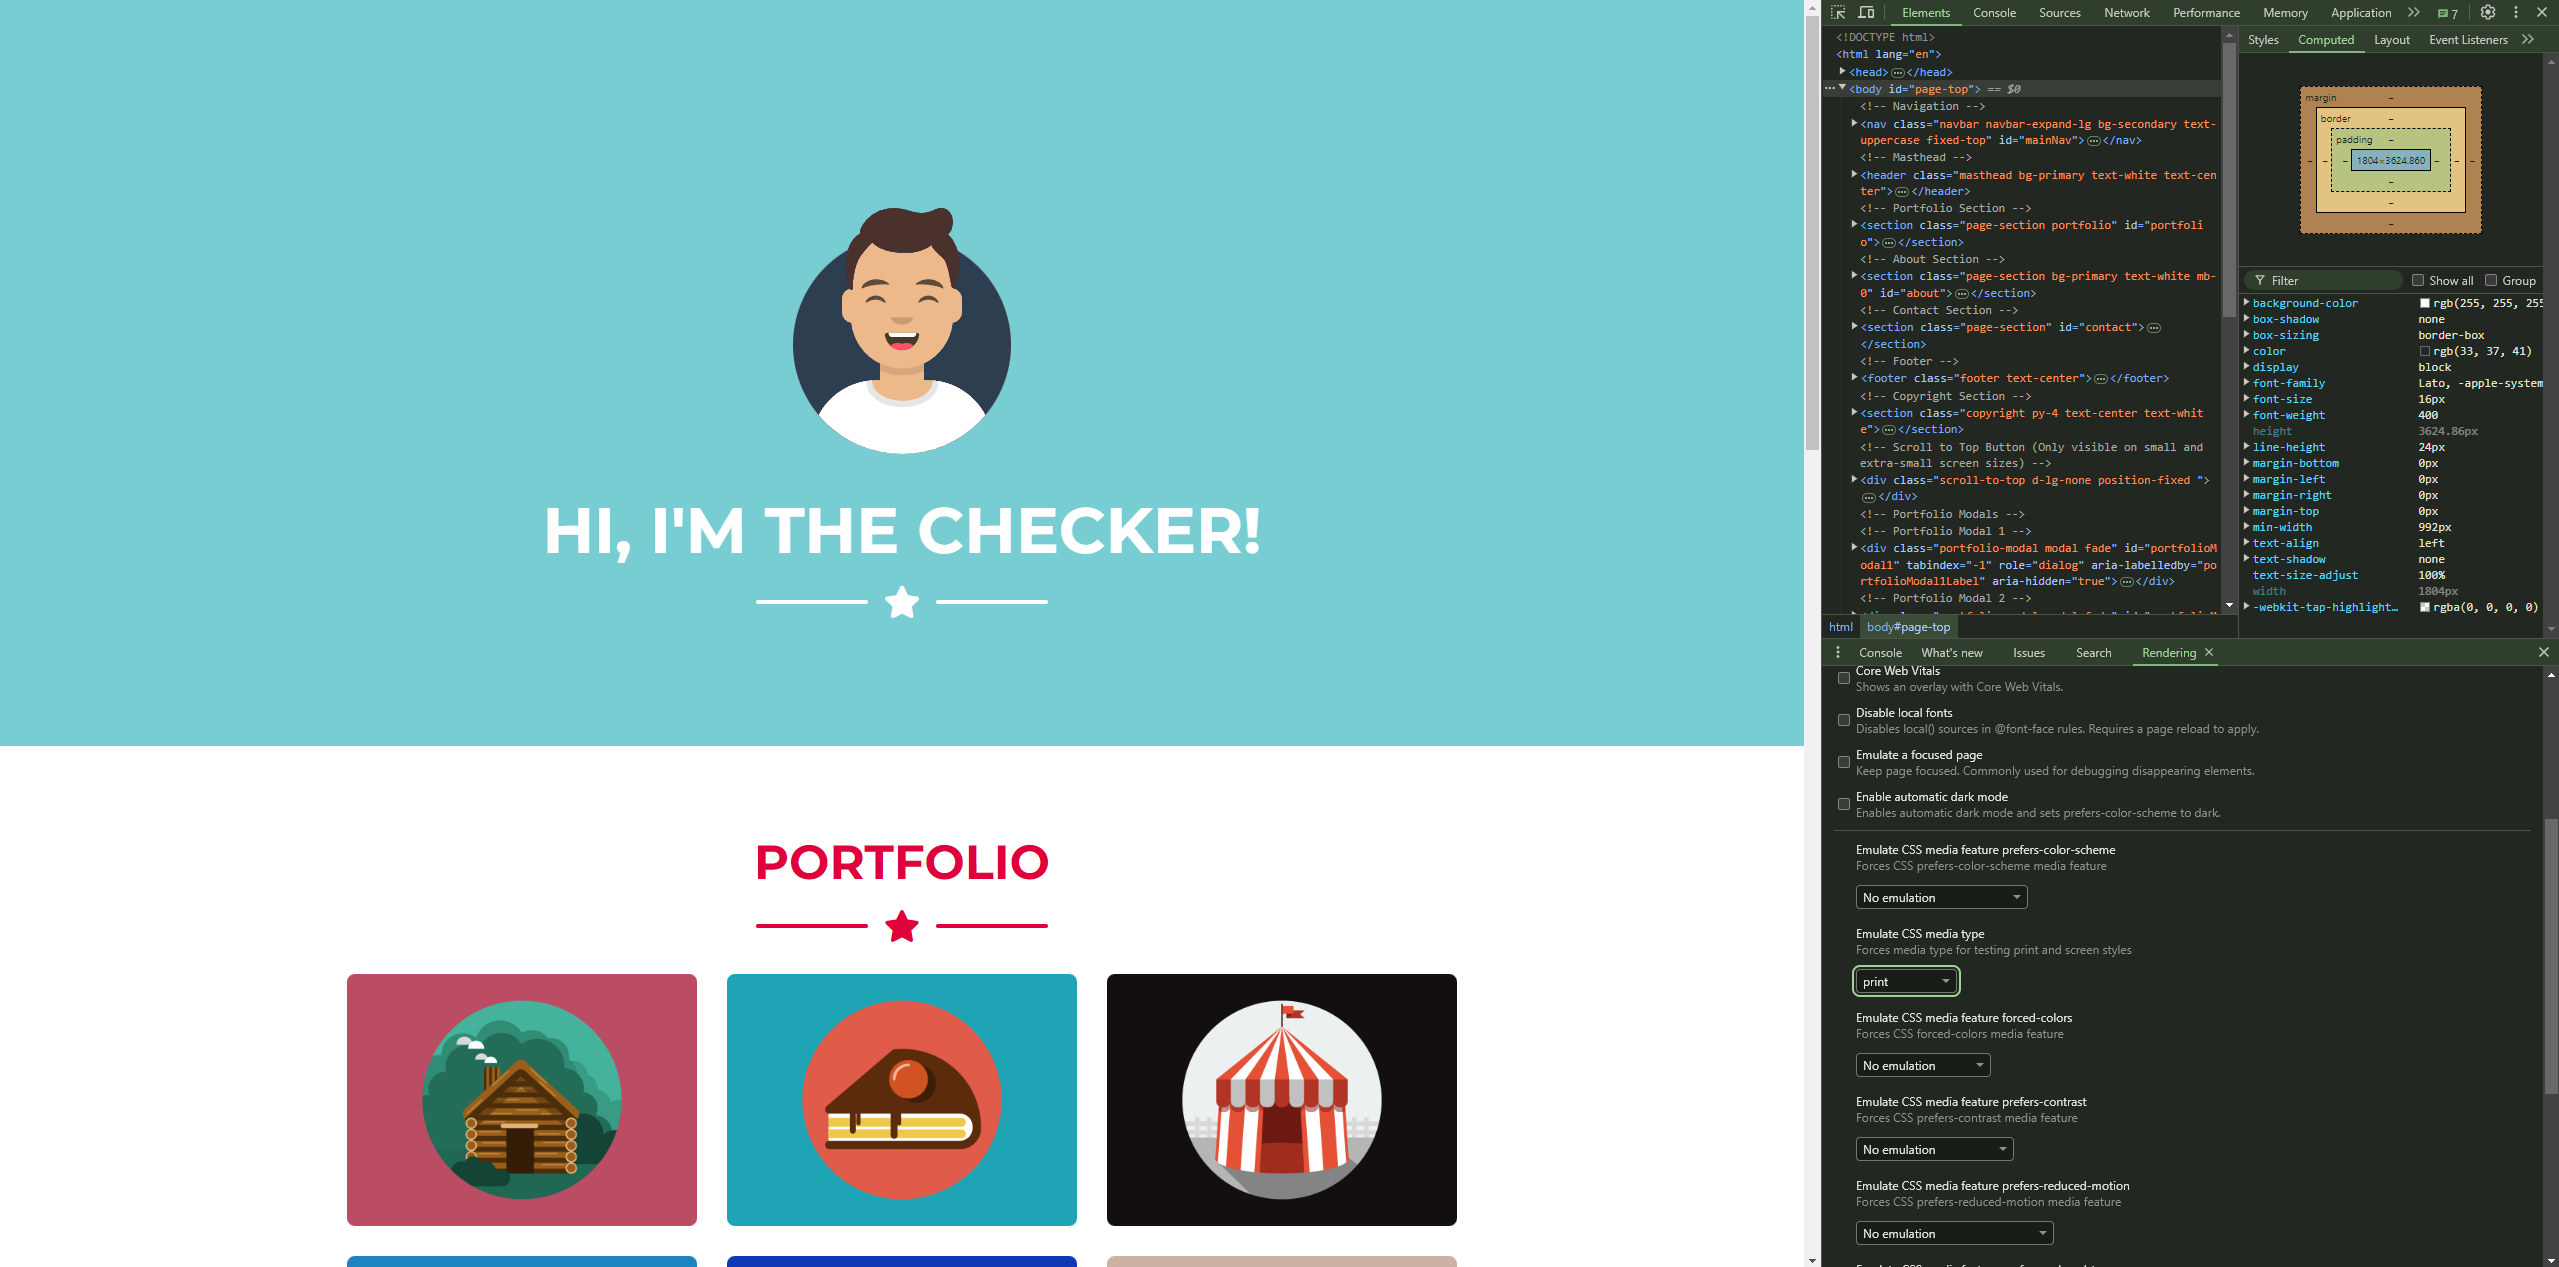 HI, I'M THE CHECKER!
PORTFOLIO
Elements Console Sources Network Performance Memory Application 7
<!DOCTYPE html>
<html lang="en">
<head> </head>
<body id="page-top"> == $0
<!-- Navigation -->
<nav class="navbar navbar-expand-lg bg-secondary text-
uppercase fixed-top" id="mainNav"> </nav>
<!-- Masthead -->
<header class="masthead bg-primary text-white text-cen
ter"> </header>
<!-- Portfolio Section -->
<section class="page-section portfolio" id="portfoli
o"> </section>
<!-- About Section -->
<section class="page-section bg-primary text-white mb-
0" id="about"> </section>
<!-- Contact Section -->
<section class="page-section" id="contact">
</section>
<!-- Footer -->
<footer class="footer text-center"> </footer>
<!-- Copyright Section -->
<section class="copyright py-4 text-center text-whit
e"> </section>
<!-- Scroll to Top Button (Only visible on small and
extra-small screen sizes) -->
<div class="scroll-to-top d-lg-none position-fixed ">
</div>
<!-- Portfolio Modals -->
<!-- Portfolio Modal 1 -->
<div class="portfolio-modal modal fade" id="portfolioM
odal1" tabindex="-1" role="dialog" aria-labelledby="po
rtfolioModal1Label" aria-hidden="true"> </div>
<!-- Portfolio Modal 2 -->
html body#page-top
Styles Computed Layout Event Listeners
margin –
border –
padding –
– – – 1804×3624.860 – – –
–
–
–
Filter Show all Group
background-color rgb(255, 255, 255
box-shadow none
box-sizing border-box
color rgb(33, 37, 41)
display block
font-family Lato, -apple-system
font-size 16px
font-weight 400
height 3624.86px
line-height 24px
margin-bottom 0px
margin-left 0px
margin-right 0px
margin-top 0px
min-width 992px
text-align left
text-shadow none
text-size-adjust 100%
width 1804px
-webkit-tap-highlight… rgba(0, 0, 0, 0)
Console What's new Issues Search Rendering
Core Web Vitals
Shows an overlay with Core Web Vitals.
Disable local fonts
Disables local() sources in @font-face rules. Requires a page reload to apply.
Emulate a focused page
Keep page focused. Commonly used for debugging disappearing elements.
Enable automatic dark mode
Enables automatic dark mode and sets prefers-color-scheme to dark.
Emulate CSS media feature prefers-color-scheme
Forces CSS prefers-color-scheme media feature
No emulation
Emulate CSS media type
Forces media type for testing print and screen styles
print
Emulate CSS media feature forced-colors
Forces CSS forced-colors media feature
No emulation
Emulate CSS media feature prefers-contrast
Forces CSS prefers-contrast media feature
No emulation
Emulate CSS media feature prefers-reduced-motion
Forces CSS prefers-reduced-motion media feature
No emulation